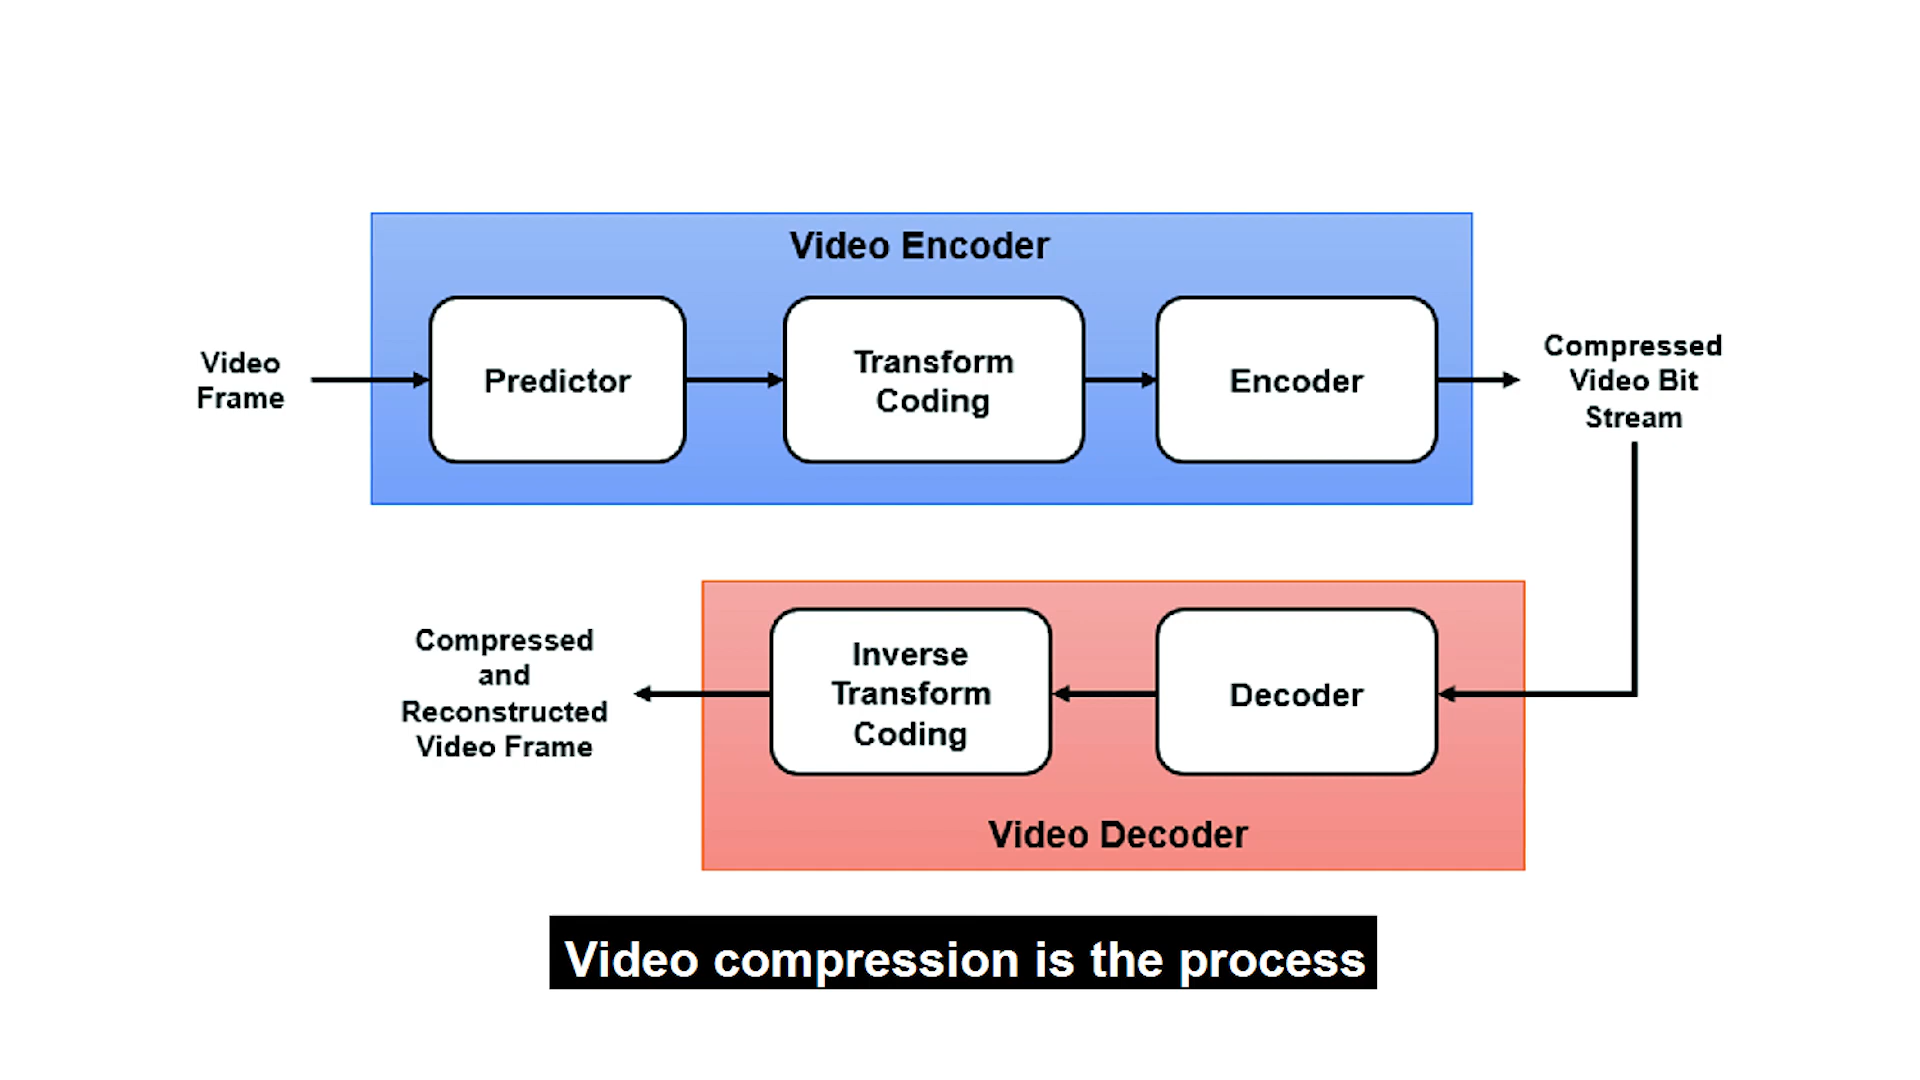 Video Encoder
Video
Frame
Predictor
Transform
Coding
Encoder
Compressed
Video Bit
Stream
Compressed
and
Reconstructed
Video Frame
Inverse
Transform
Coding
Decoder
Video Decoder
Video compression is the process